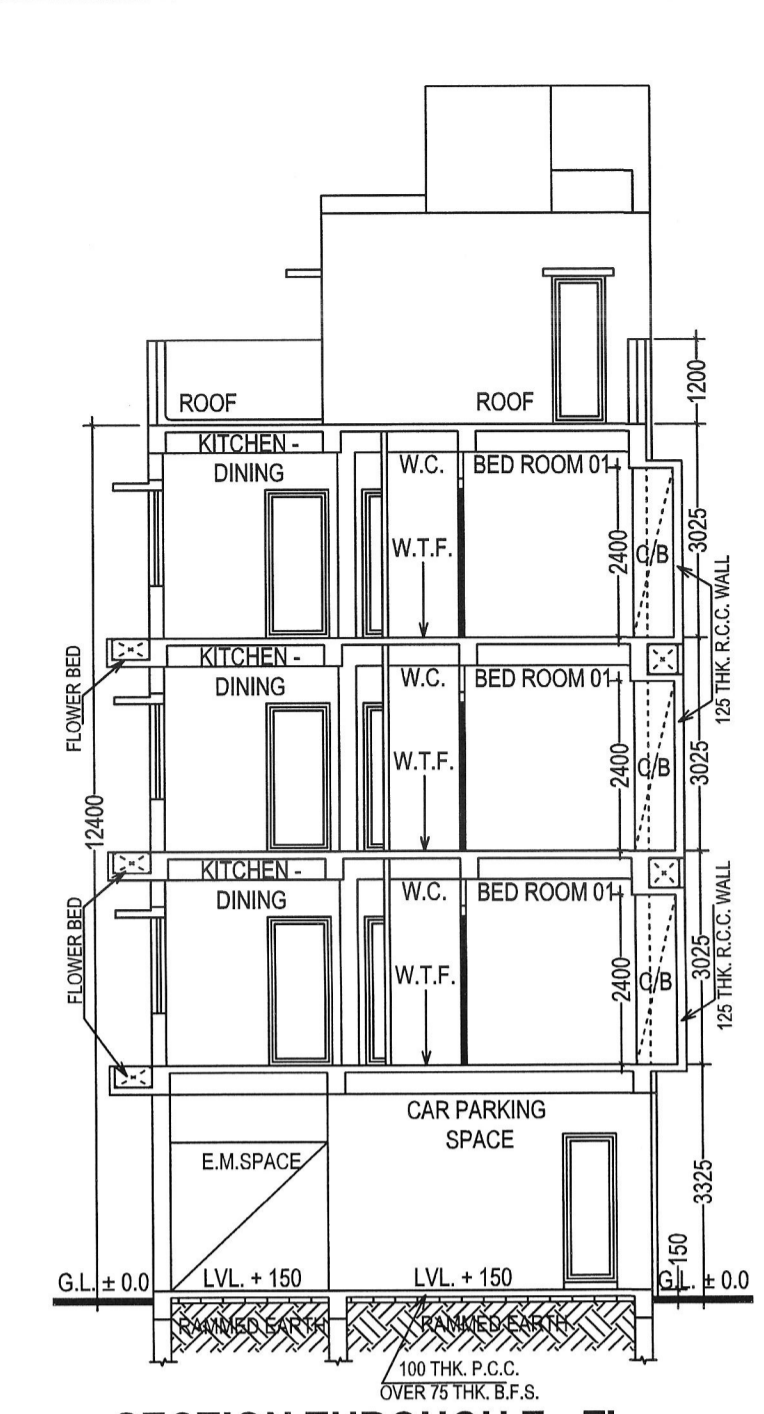 ROOF
ROOF
1200
KITCHEN -
DINING
W.C.
BED ROOM 01
W.T.F.
2400
C/B
3025
125 THK. R.C.C. WALL
FLOWER BED
KITCHEN -
DINING
W.C.
BED ROOM 01
W.T.F.
2400
C/B
3025
12400
KITCHEN -
DINING
W.C.
BED ROOM 01
W.T.F.
2400
C/B
3025
125 THK. R.C.C. WALL
FLOWER BED
CAR PARKING
SPACE
E.M.SPACE
3325
150
G.L. ± 0.0
LVL. + 150
LVL. + 150
G.L. ± 0.0
RAMMED EARTH
RAMMED EARTH
100 THK. P.C.C.
OVER 75 THK. B.F.S.
SECTION THROUGH